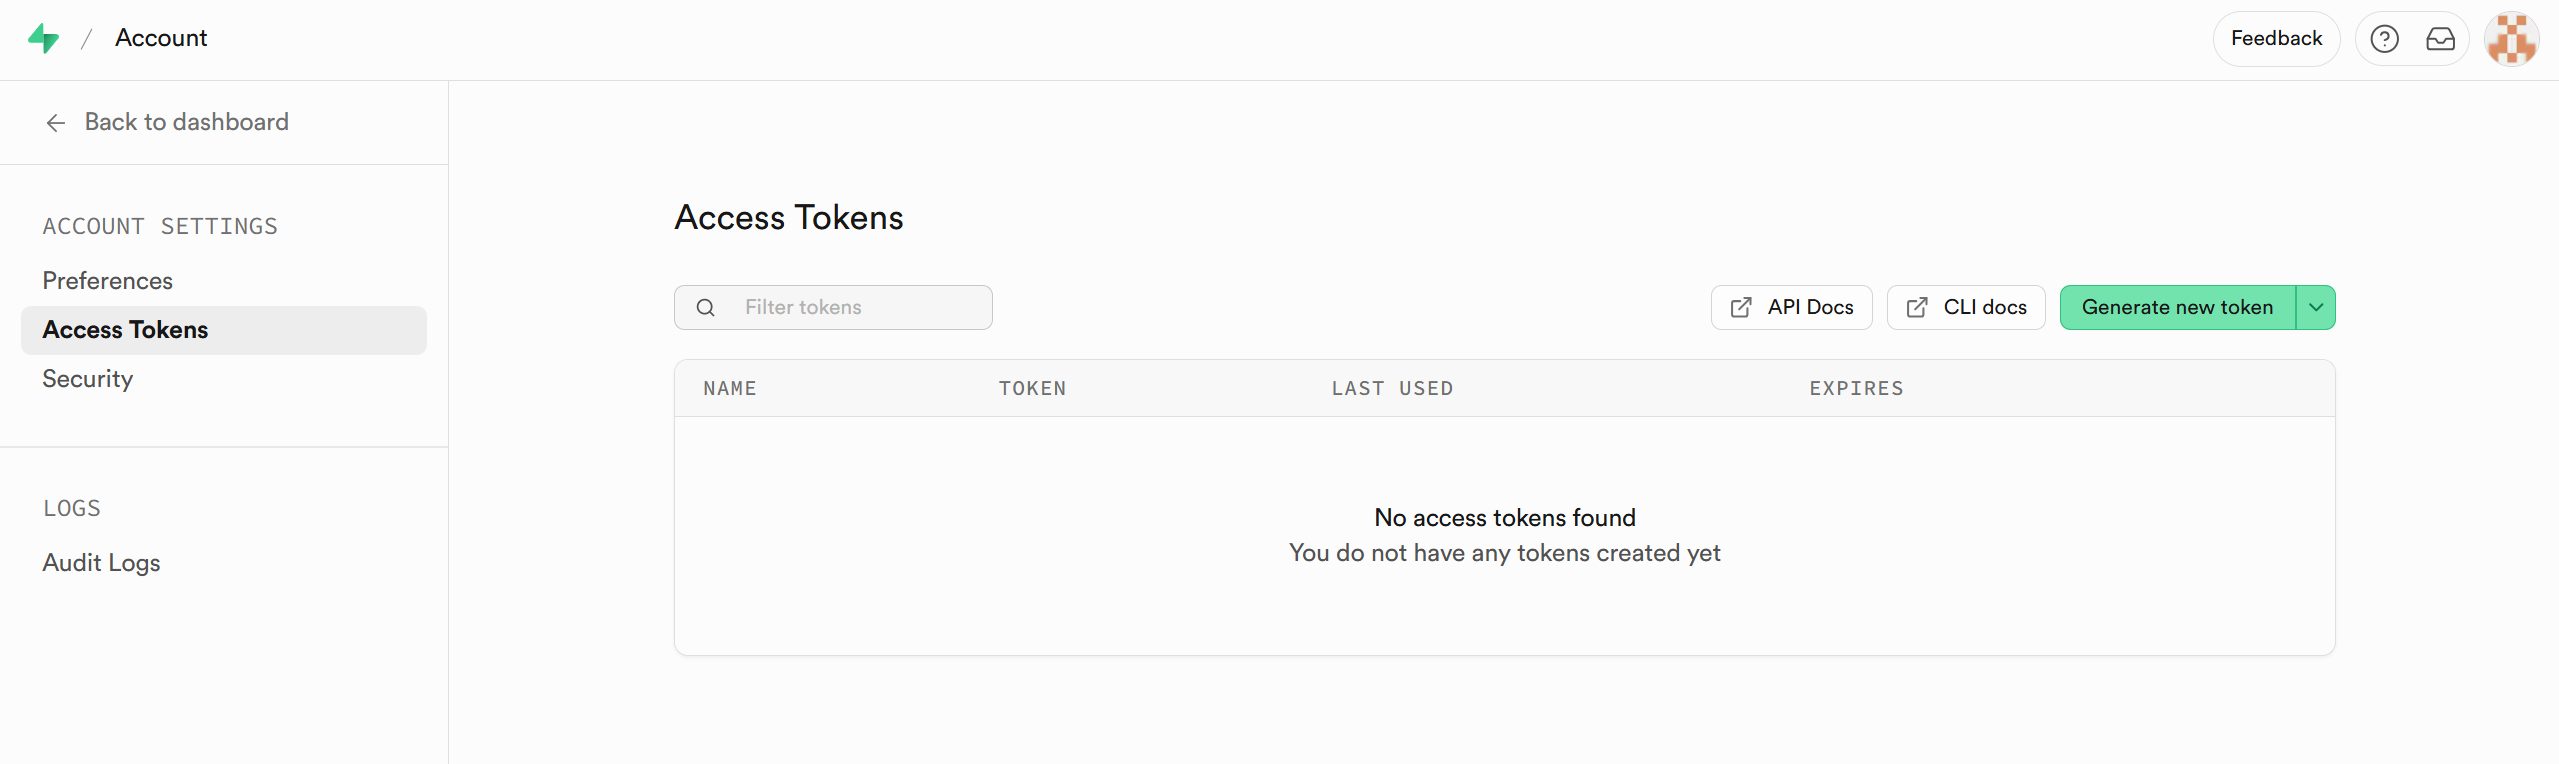 / Account
Feedback
Back to dashboard
ACCOUNT SETTINGS
Preferences
Access Tokens
Security
LOGS
Audit Logs
Access Tokens
Filter tokens
API Docs
CLI docs
Generate new token
NAME TOKEN LAST USED EXPIRES
No access tokens found
You do not have any tokens created yet